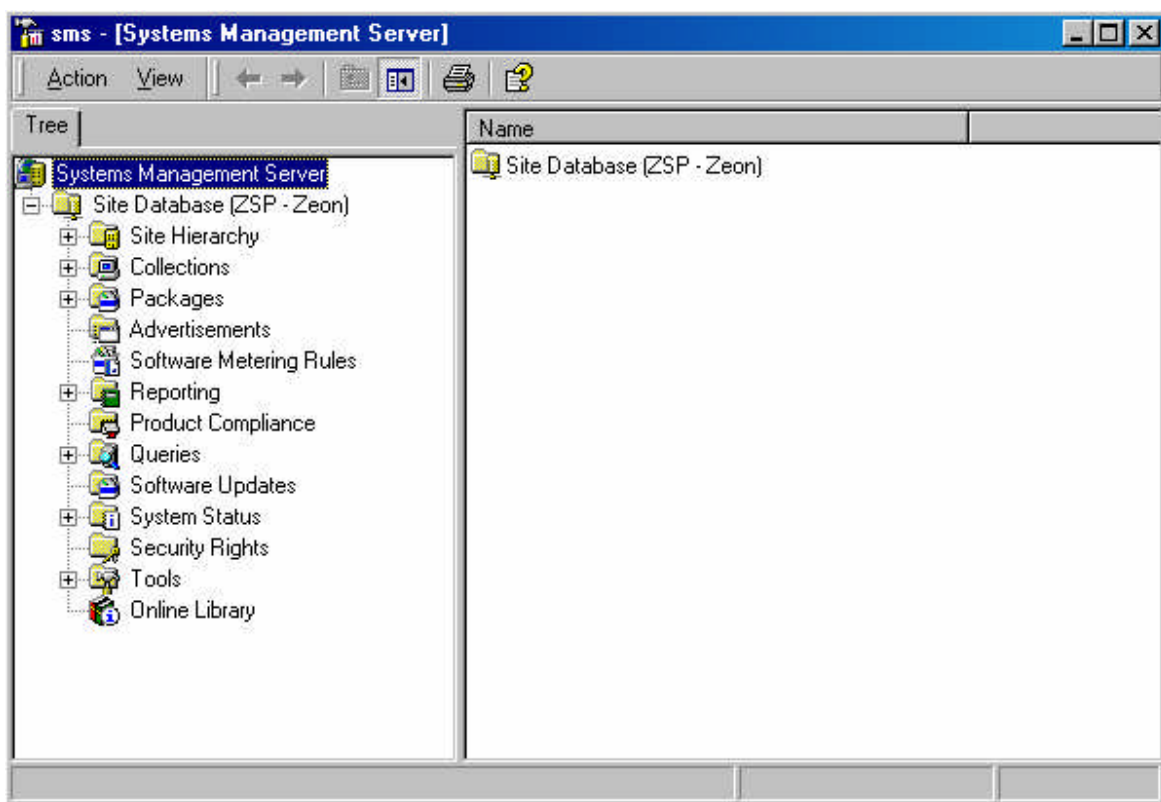 sms - [Systems Management Server]
Action View
Tree
Name
Systems Management Server
Site Database (ZSP - Zeon)
Site Database (ZSP - Zeon)
Site Hierarchy
Collections
Packages
Advertisements
Software Metering Rules
Reporting
Product Compliance
Queries
Software Updates
System Status
Security Rights
Tools
Online Library